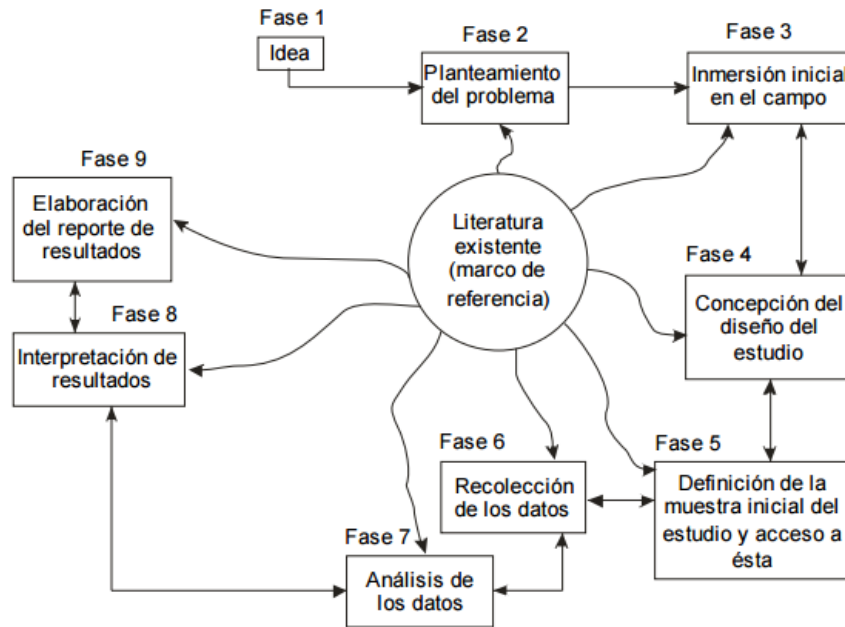 Fase 1
Idea
Fase 2
Planteamiento
del problema
Fase 3
Inmersión inicial
en el campo
Literatura
existente
(marco de
referencia)
Fase 4
Concepción del
diseño del
estudio
Fase 5
Definición de la
muestra inicial del
estudio y acceso a
ésta
Fase 6
Recolección
de los datos
Fase 7
Análisis de
los datos
Fase 8
Interpretación de
resultados
Fase 9
Elaboración
del reporte de
resultados